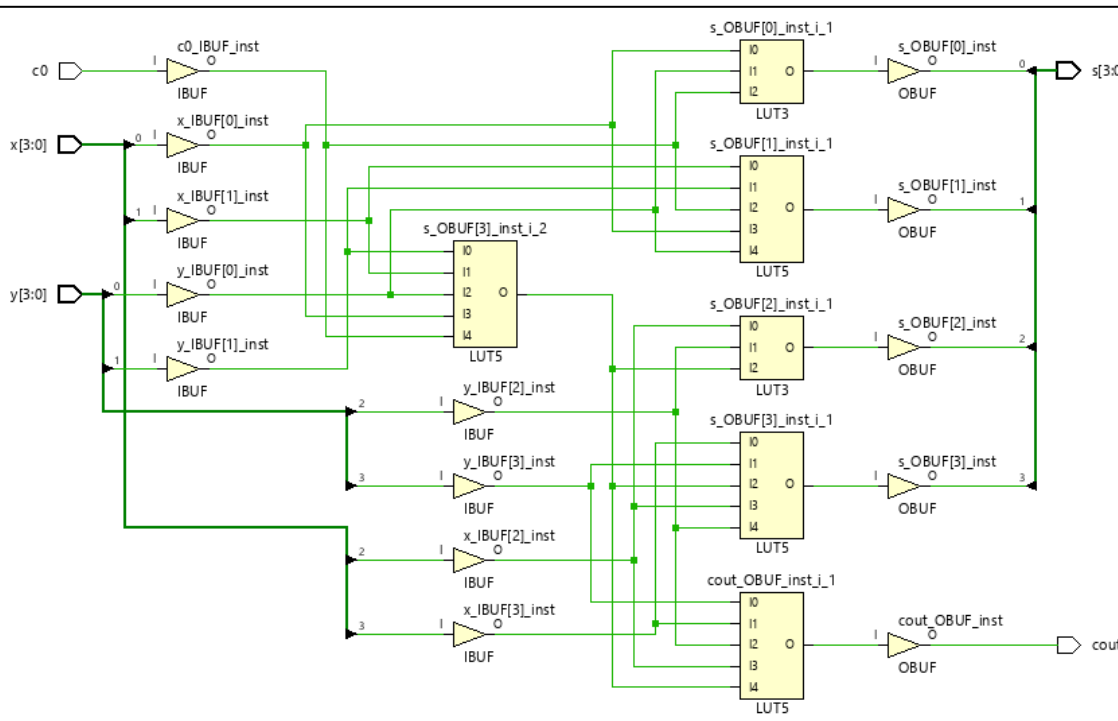 c0
c0_IBUF_inst
I
O
IBUF
x[3:0]
0
x_IBUF[0]_inst
I
O
IBUF
1
x_IBUF[1]_inst
I
O
IBUF
y[3:0]
0
y_IBUF[0]_inst
I
O
IBUF
1
y_IBUF[1]_inst
I
O
IBUF
s_OBUF[3]_inst_i_2
I0
I1
I2
O
I3
I4
LUT5
2
y_IBUF[2]_inst
I
O
IBUF
3
y_IBUF[3]_inst
I
O
IBUF
2
x_IBUF[2]_inst
I
O
IBUF
3
x_IBUF[3]_inst
I
O
IBUF
s_OBUF[0]_inst_i_1
I0
I1
O
I2
LUT3
s_OBUF[0]_inst
I
O
OBUF
0
s[3:0
s_OBUF[1]_inst_i_1
I0
I1
I2
O
I3
I4
LUT5
s_OBUF[1]_inst
I
O
OBUF
1
s_OBUF[2]_inst_i_1
I0
I1
O
I2
LUT3
s_OBUF[2]_inst
I
O
OBUF
2
s_OBUF[3]_inst_i_1
I0
I1
I2
O
I3
I4
LUT5
s_OBUF[3]_inst
I
O
OBUF
3
cout_OBUF_inst_i_1
I0
I1
I2
O
I3
I4
LUT5
cout_OBUF_inst
I
O
OBUF
cout